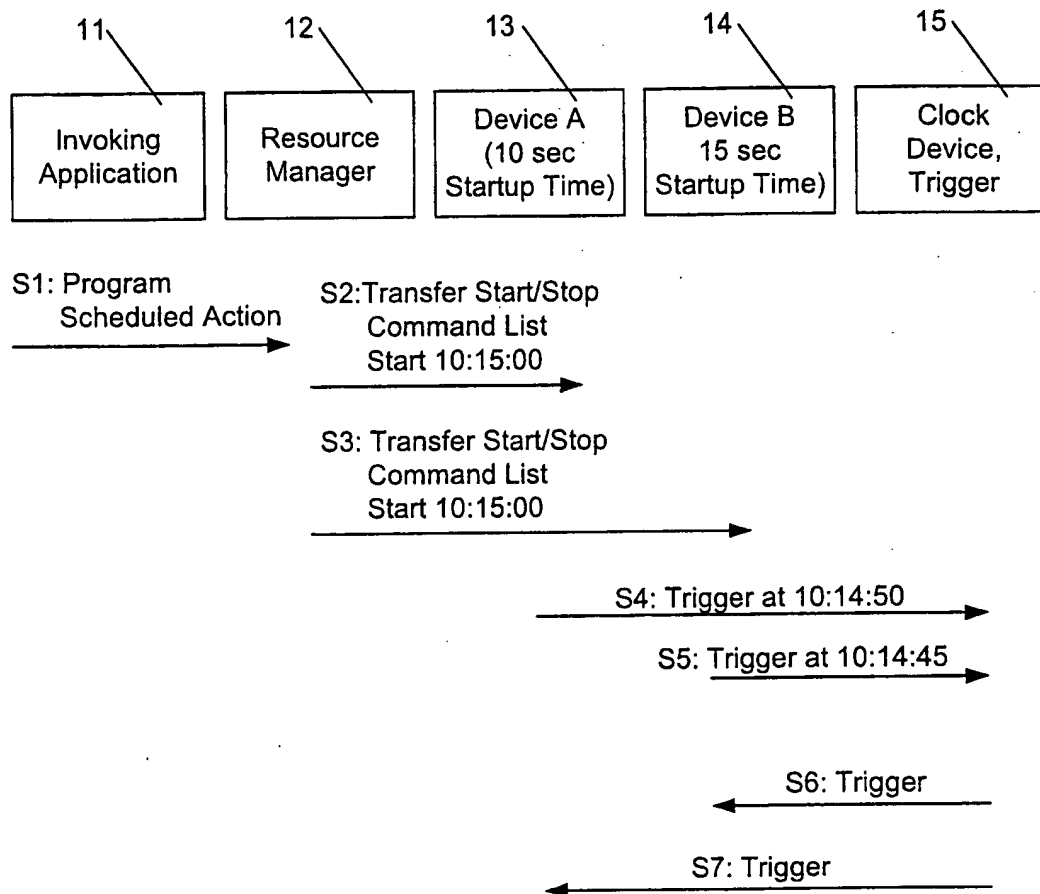 11
12
13
14
15
Invoking
Application
Resource
Manager
Device A
(10 sec
Startup Time)
Device B
15 sec
Startup Time)
Clock
Device,
Trigger
S1: Program
Scheduled Action
S2:Transfer Start/Stop
Command List
Start 10:15:00
S3: Transfer Start/Stop
Command List
Start 10:15:00
S4: Trigger at 10:14:50
S5: Trigger at 10:14:45
S6: Trigger
S7: Trigger